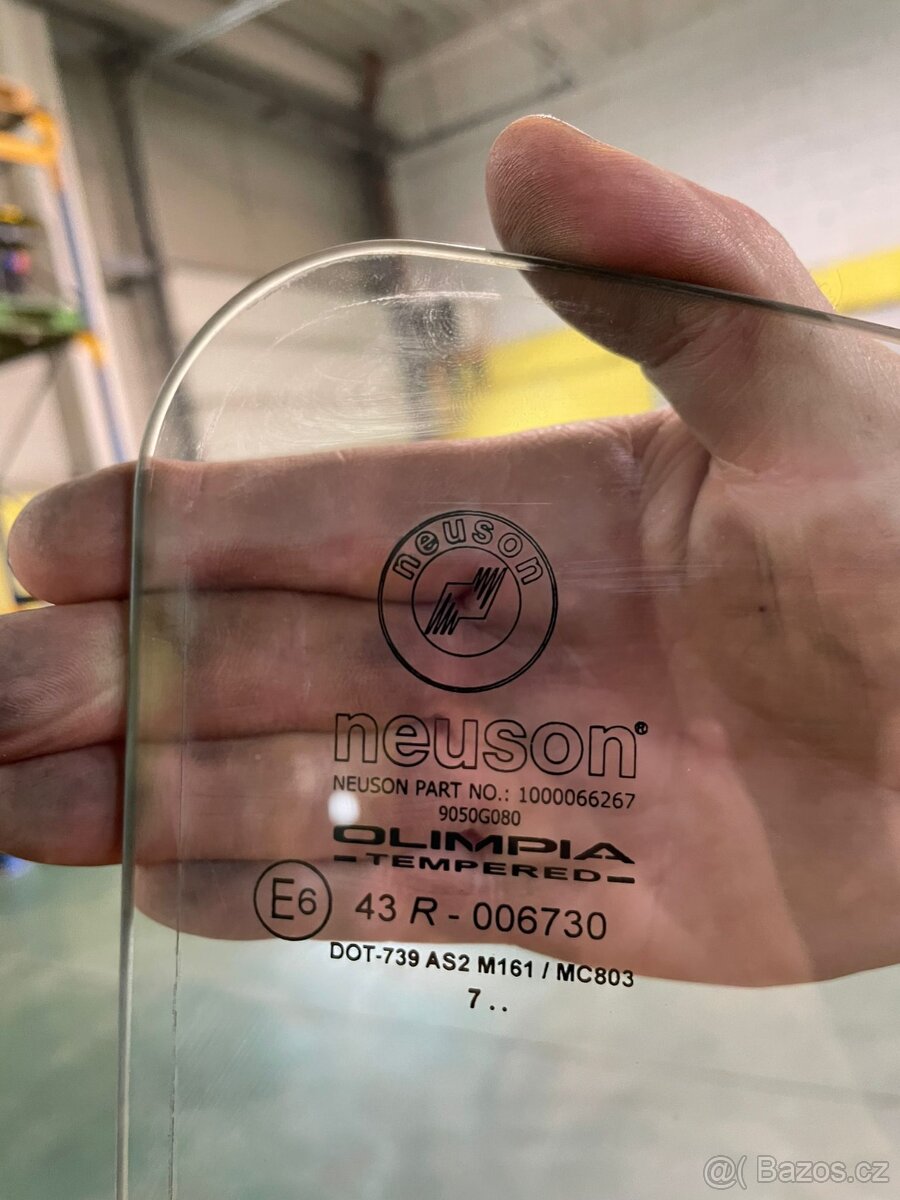 neuson
neuson®
NEUSON PART NO.: 1000066267
9050G080
OLIMPIA
-TEMPERED-
E6 43 R - 006730
DOT-739 AS2 M161 / MC803
7 ..
@( Bazos.cz